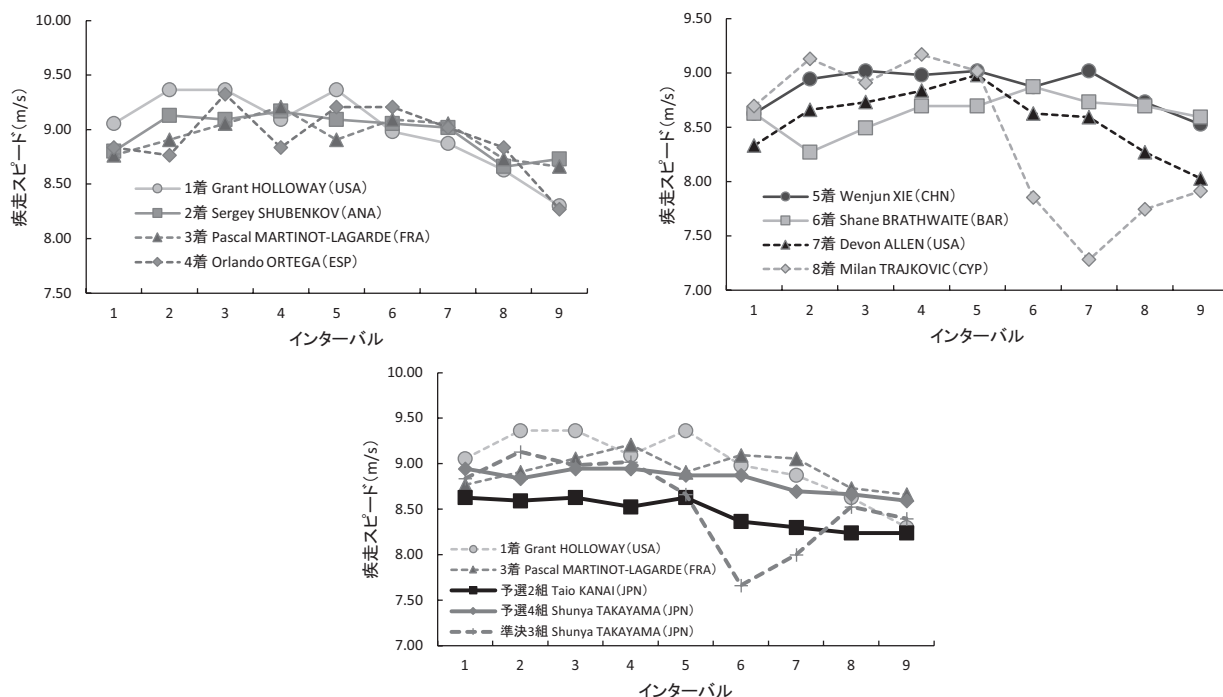 10.00
9.50
9.00
8.50
8.00
7.50
疾走スピード(m/s)
1着 Grant HOLLOWAY(USA)
2着 Sergey SHUBENKOV(ANA)
3着 Pascal MARTINOT-LAGARDE(FRA)
4着 Orlando ORTEGA(ESP)
1 2 3 4 5 6 7 8 9
インターバル
9.50
9.00
8.50
8.00
7.50
7.00
疾走スピード(m/s)
5着 Wenjun XIE(CHN)
6着 Shane BRATHWAITE(BAR)
7着 Devon ALLEN(USA)
8着 Milan TRAJKOVIC(CYP)
1 2 3 4 5 6 7 8 9
インターバル
10.00
9.50
9.00
8.50
8.00
7.50
7.00
疾走スピード(m/s)
1着 Grant HOLLOWAY(USA)
3着 Pascal MARTINOT-LAGARDE(FRA)
予選2組 Taio KANAI(JPN)
予選4組 Shunya TAKAYAMA(JPN)
準決3組 Shunya TAKAYAMA(JPN)
1 2 3 4 5 6 7 8 9
インターバル